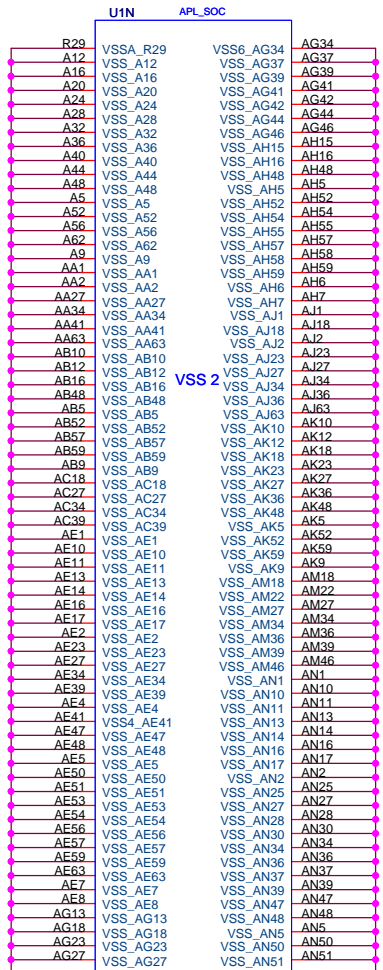 U1N APL_SOC
R29 VSSA_R29 VSS6_AG34 AG34
A12 VSS_A12 VSS_AG37 AG37
A16 VSS_A16 VSS_AG39 AG39
A20 VSS_A20 VSS_AG41 AG41
A24 VSS_A24 VSS_AG42 AG42
A28 VSS_A28 VSS_AG44 AG44
A32 VSS_A32 VSS_AG46 AG46
A36 VSS_A36 VSS_AH15 AH15
A40 VSS_A40 VSS_AH16 AH16
A44 VSS_A44 VSS_AH48 AH48
A48 VSS_A48 VSS_AH5 AH5
A5 VSS_A5 VSS_AH52 AH52
A52 VSS_A52 VSS_AH54 AH54
A56 VSS_A56 VSS_AH55 AH55
A62 VSS_A62 VSS_AH57 AH57
A9 VSS_A9 VSS_AH58 AH58
AA1 VSS_AA1 VSS_AH59 AH59
AA2 VSS_AA2 VSS_AH6 AH6
AA27 VSS_AA27 VSS_AH7 AH7
AA34 VSS_AA34 VSS_AJ1 AJ1
AA41 VSS_AA41 VSS_AJ18 AJ18
AA63 VSS_AA63 VSS_AJ2 AJ2
AB10 VSS_AB10 VSS_AJ23 AJ23
AB12 VSS_AB12 VSS_AJ27 AJ27
AB16 VSS_AB16 VSS 2 VSS_AJ34 AJ34
AB48 VSS_AB48 VSS_AJ36 AJ36
AB5 VSS_AB5 VSS_AJ63 AJ63
AB52 VSS_AB52 VSS_AK10 AK10
AB57 VSS_AB57 VSS_AK12 AK12
AB59 VSS_AB59 VSS_AK18 AK18
AB9 VSS_AB9 VSS_AK23 AK23
AC18 VSS_AC18 VSS_AK27 AK27
AC27 VSS_AC27 VSS_AK36 AK36
AC34 VSS_AC34 VSS_AK48 AK48
AC39 VSS_AC39 VSS_AK5 AK5
AE1 VSS_AE1 VSS_AK52 AK52
AE10 VSS_AE10 VSS_AK59 AK59
AE11 VSS_AE11 VSS_AK9 AK9
AE13 VSS_AE13 VSS_AM18 AM18
AE14 VSS_AE14 VSS_AM22 AM22
AE16 VSS_AE16 VSS_AM27 AM27
AE17 VSS_AE17 VSS_AM34 AM34
AE2 VSS_AE2 VSS_AM36 AM36
AE23 VSS_AE23 VSS_AM39 AM39
AE27 VSS_AE27 VSS_AM46 AM46
AE34 VSS_AE34 VSS_AN1 AN1
AE39 VSS_AE39 VSS_AN10 AN10
AE4 VSS_AE4 VSS_AN11 AN11
AE41 VSS4_AE41 VSS_AN13 AN13
AE47 VSS_AE47 VSS_AN14 AN14
AE48 VSS_AE48 VSS_AN16 AN16
AE5 VSS_AE5 VSS_AN17 AN17
AE50 VSS_AE50 VSS_AN2 AN2
AE51 VSS_AE51 VSS_AN25 AN25
AE53 VSS_AE53 VSS_AN27 AN27
AE54 VSS_AE54 VSS_AN28 AN28
AE56 VSS_AE56 VSS_AN30 AN30
AE57 VSS_AE57 VSS_AN34 AN34
AE59 VSS_AE59 VSS_AN36 AN36
AE63 VSS_AE63 VSS_AN37 AN37
AE7 VSS_AE7 VSS_AN39 AN39
AE8 VSS_AE8 VSS_AN47 AN47
AG13 VSS_AG13 VSS_AN48 AN48
AG18 VSS_AG18 VSS_AN5 AN5
AG23 VSS_AG23 VSS_AN50 AN50
AG27 VSS_AG27 VSS_AN51 AN51